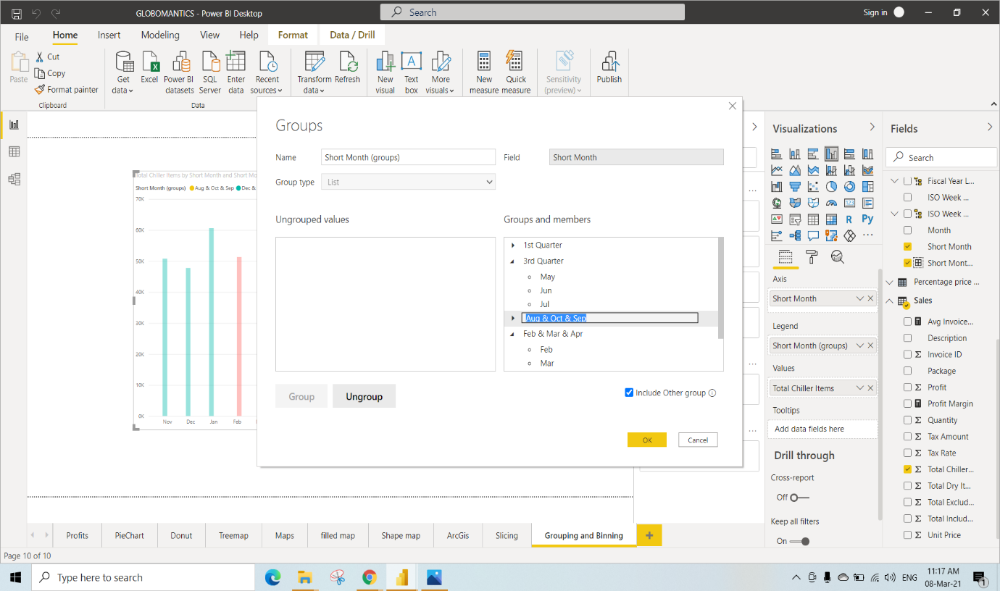 GLOBOMANTICS - Power BI Desktop
Search
Sign in
File
Home
Insert
Modeling
View
Help
Format
Data / Drill
Paste
Cut
Copy
Format painter
Clipboard
Get
data
Excel
Power BI
datasets
SQL
Server
Enter
data
Recent
sources
Data
Transform
data
Refresh
New
visual
Text
box
More
visuals
New
measure
Quick
measure
Sensitivity
(preview)
Publish
Total Chiller Items by Short Month and Short Mo
Short Month (groups)
Aug & Oct & Sep
Dec &
70K
60K
50K
40K
30K
20K
10K
0K
Nov
Dec
Jan
Feb
Groups
Name
Short Month (groups)
Field
Short Month
Group type
List
Ungrouped values
Groups and members
1st Quarter
3rd Quarter
May
Jun
Jul
Aug & Oct & Sep
Feb & Mar & Apr
Feb
Mar
Group
Ungroup
Include Other group
OK
Cancel
Visualizations
R
Py
123
Axis
Short Month
Legend
Short Month (groups)
Values
Total Chiller Items
Tooltips
Add data fields here
Drill through
Cross-report
Off
Keep all filters
On
Fields
Search
Fiscal Year L...
ISO Week ...
ISO Week ...
Month
Short Month
Short Mont...
Percentage price ...
Sales
Avg Invoice...
Description
Invoice ID
Package
Profit
Profit Margin
Quantity
Tax Amount
Tax Rate
Total Chiller...
Total Dry It...
Total Exclud...
Total Includ...
Unit Price
Profits
PieChart
Donut
Treemap
Maps
filled map
Shape map
ArcGis
Slicing
Grouping and Binning
Page 10 of 10
Type here to search
ENG
11:17 AM
08-Mar-21
1